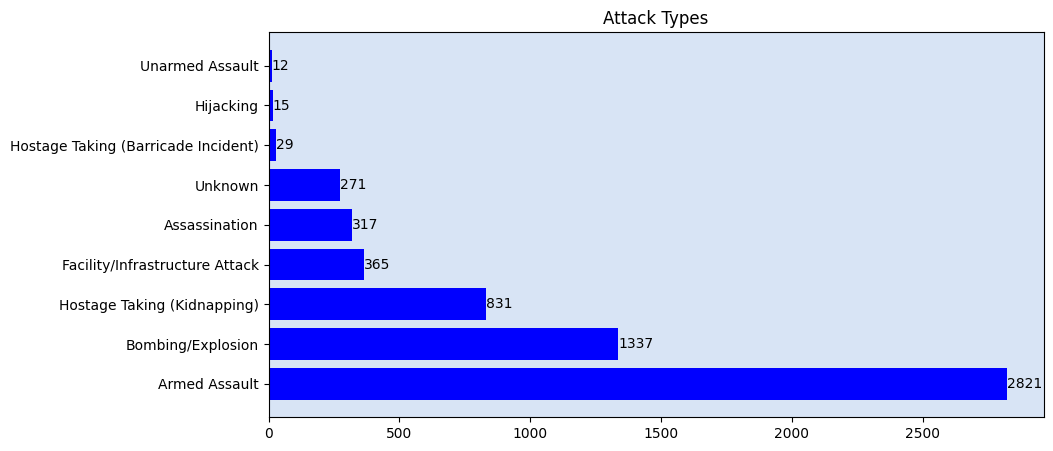 Attack Types
Unarmed Assault 12
Hijacking 15
Hostage Taking (Barricade Incident) 29
Unknown 271
Assassination 317
Facility/Infrastructure Attack 365
Hostage Taking (Kidnapping) 831
Bombing/Explosion 1337
Armed Assault 2821
0 500 1000 1500 2000 2500